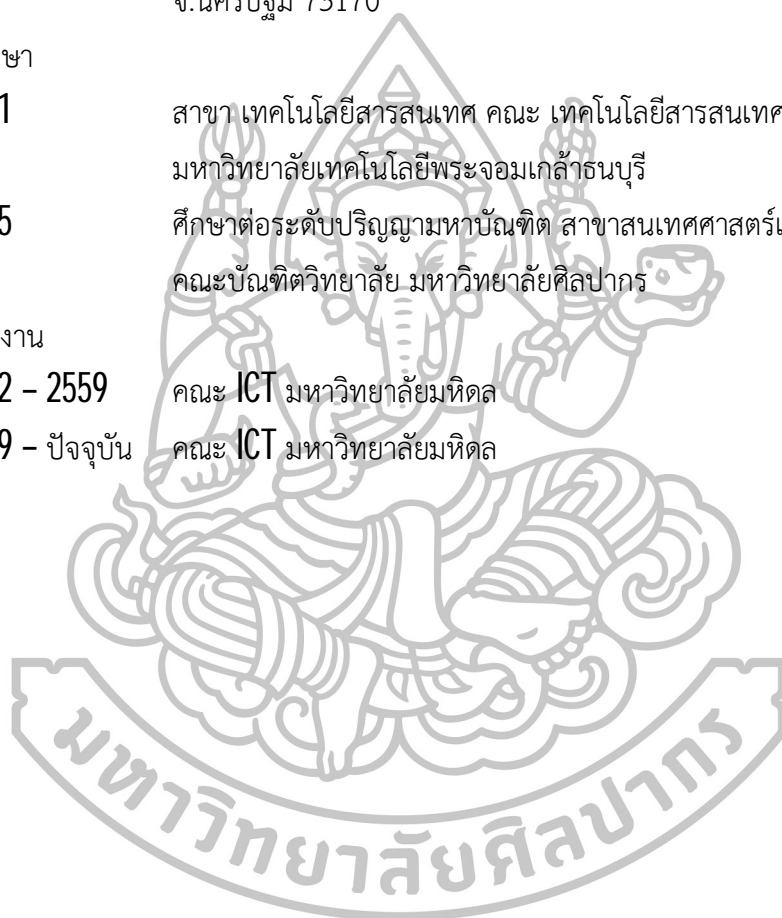 จ.นครปฐม 73170
ษา
1 สาขา เทคโนโลยีสารสนเทศ คณะ เทคโนโลยีสารสนเทศ
มหาวิทยาลัยเทคโนโลยีพระจอมเกล้าธนบุรี
5 ศึกษาต่อระดับปริญญามหาบัณฑิต สาขาสนเทศศาสตร์เ
คณะบัณฑิตวิทยาลัย มหาวิทยาลัยศิลปากร
งาน
2 – 2559 คณะ ICT มหาวิทยาลัยมหิดล
9 – ปัจจุบัน คณะ ICT มหาวิทยาลัยมหิดล
มหาวิทยาลัยศิลปากร